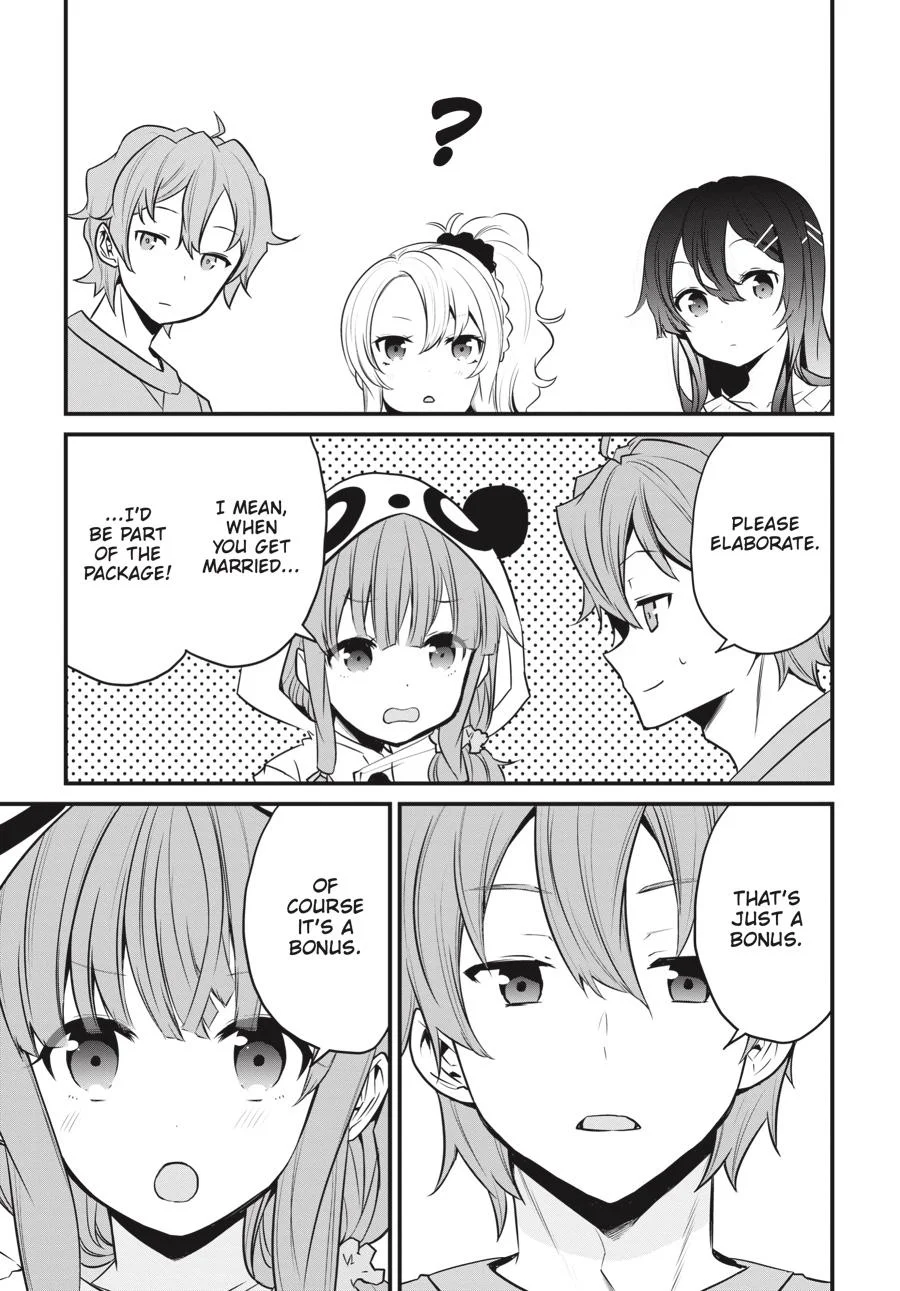 ?
PLEASE
ELABORATE.
I MEAN,
WHEN
YOU GET
MARRIED...
...I'D
BE PART
OF THE
PACKAGE!
THAT'S
JUST A
BONUS.
OF
COURSE
IT'S A
BONUS.